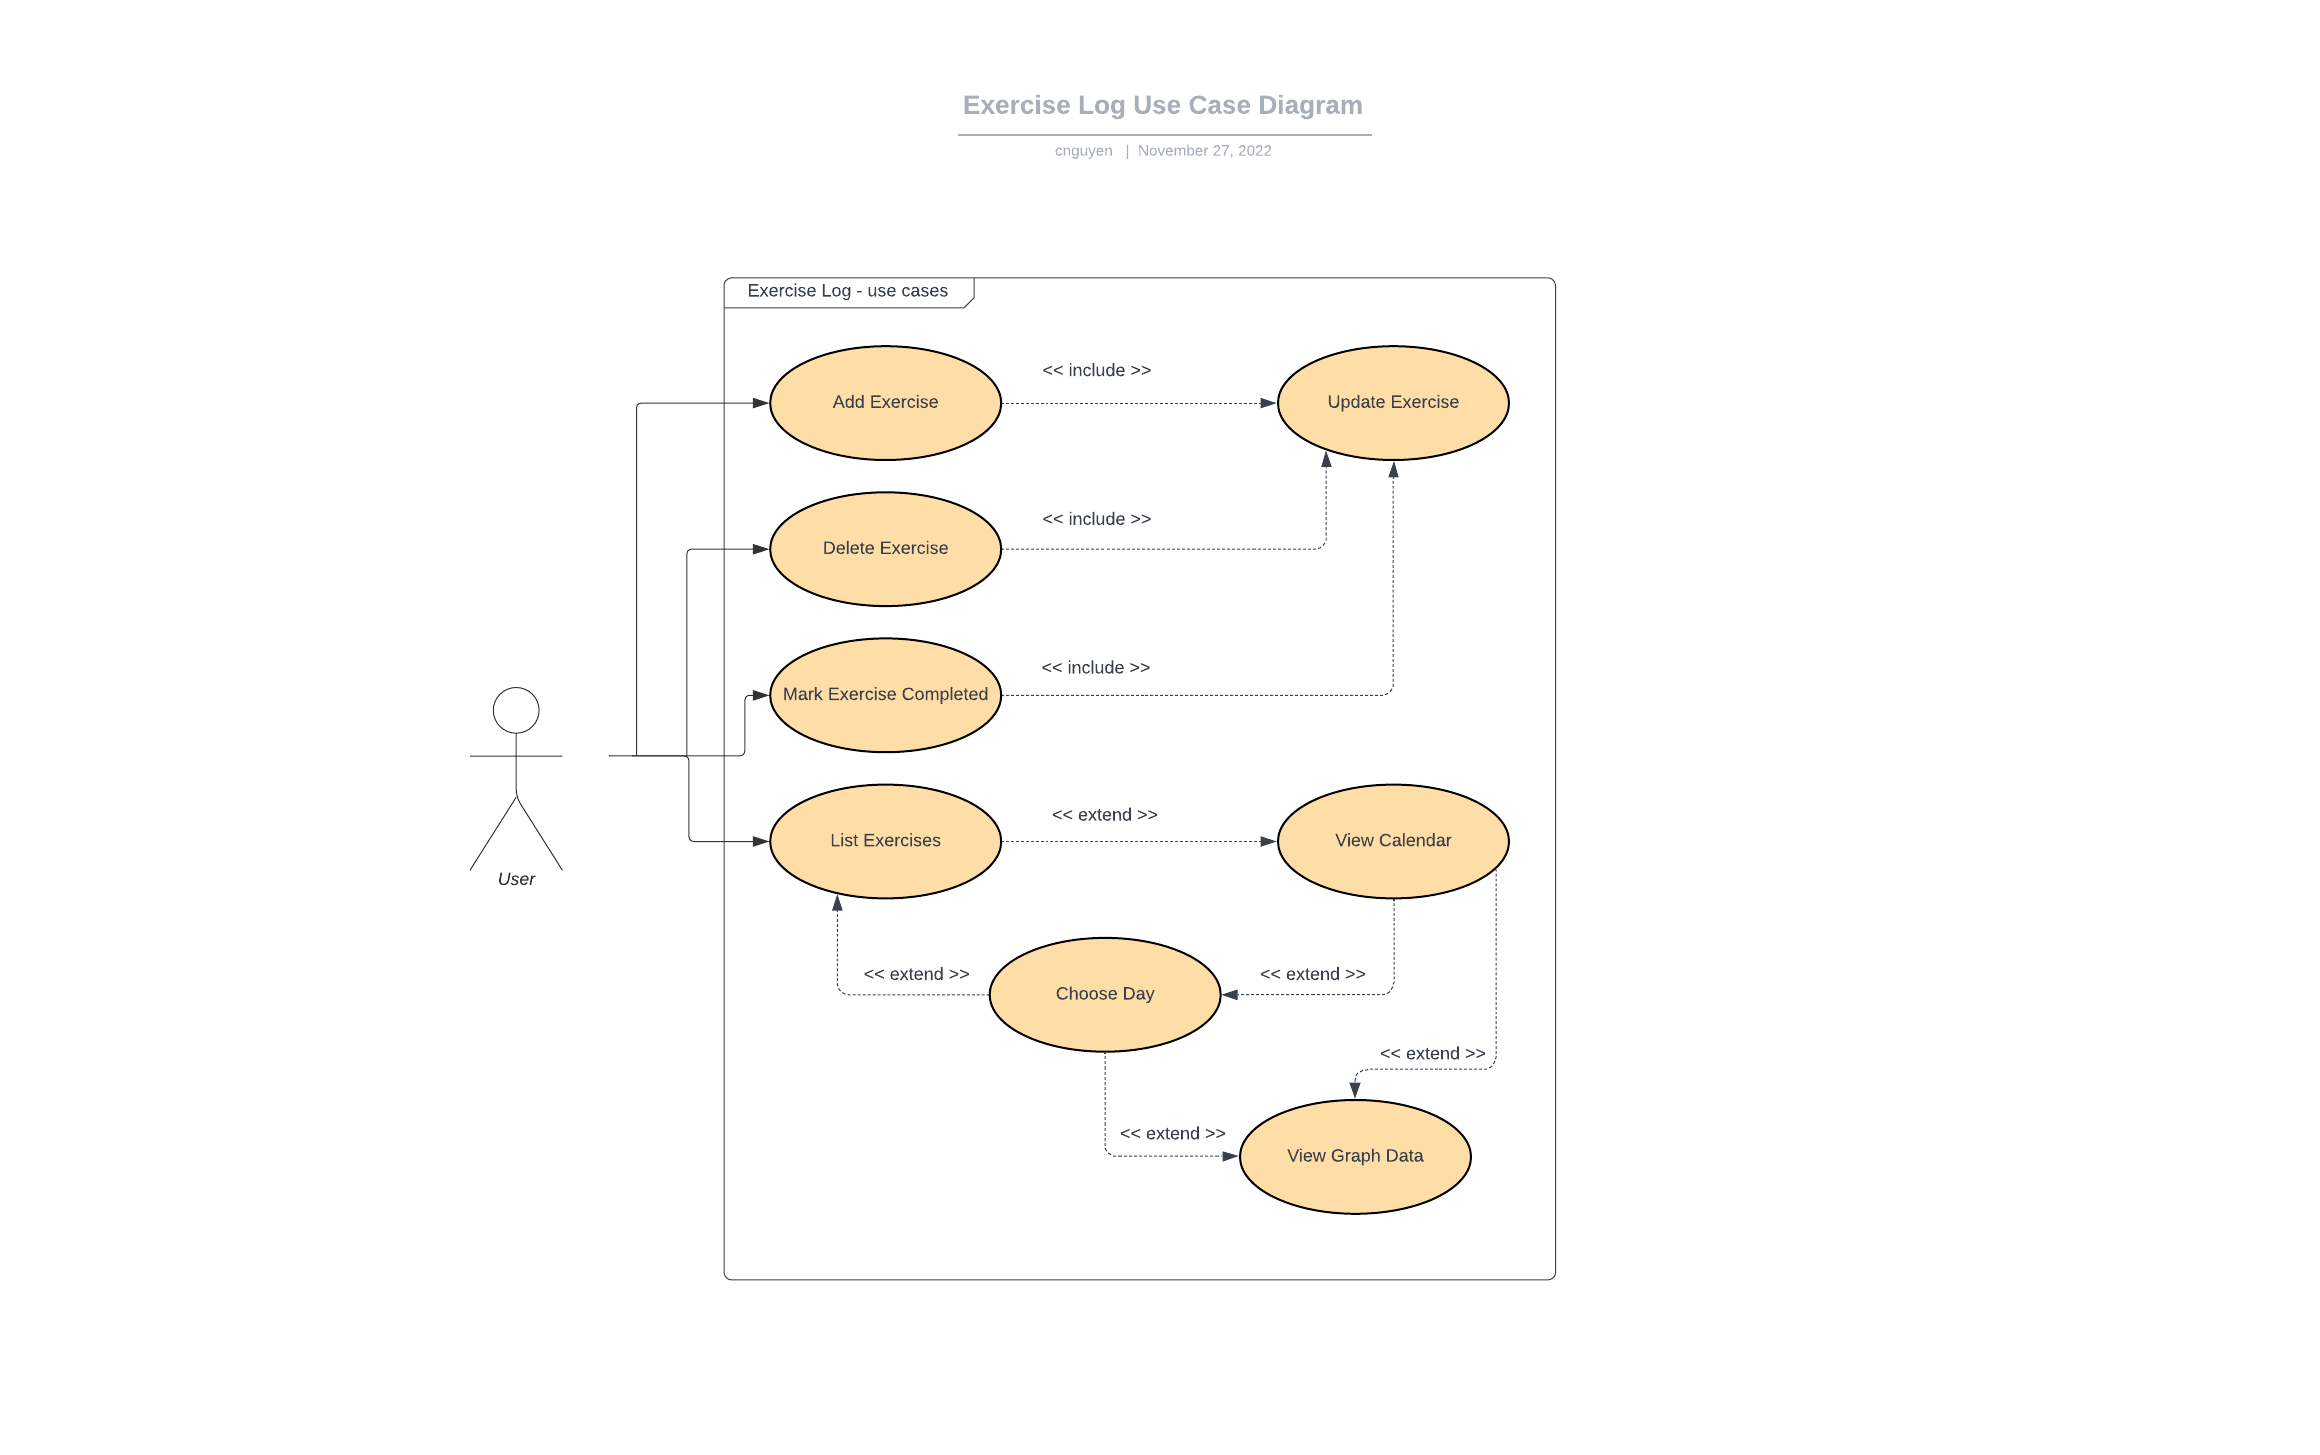 Exercise Log Use Case Diagram
cnguyen | November 27, 2022
Exercise Log - use cases
<< include >>
Add Exercise
Update Exercise
<< include >>
Delete Exercise
<< include >>
Mark Exercise Completed
<< extend >>
List Exercises
View Calendar
User
<< extend >>
<< extend >>
Choose Day
<< extend >>
<< extend >>
View Graph Data